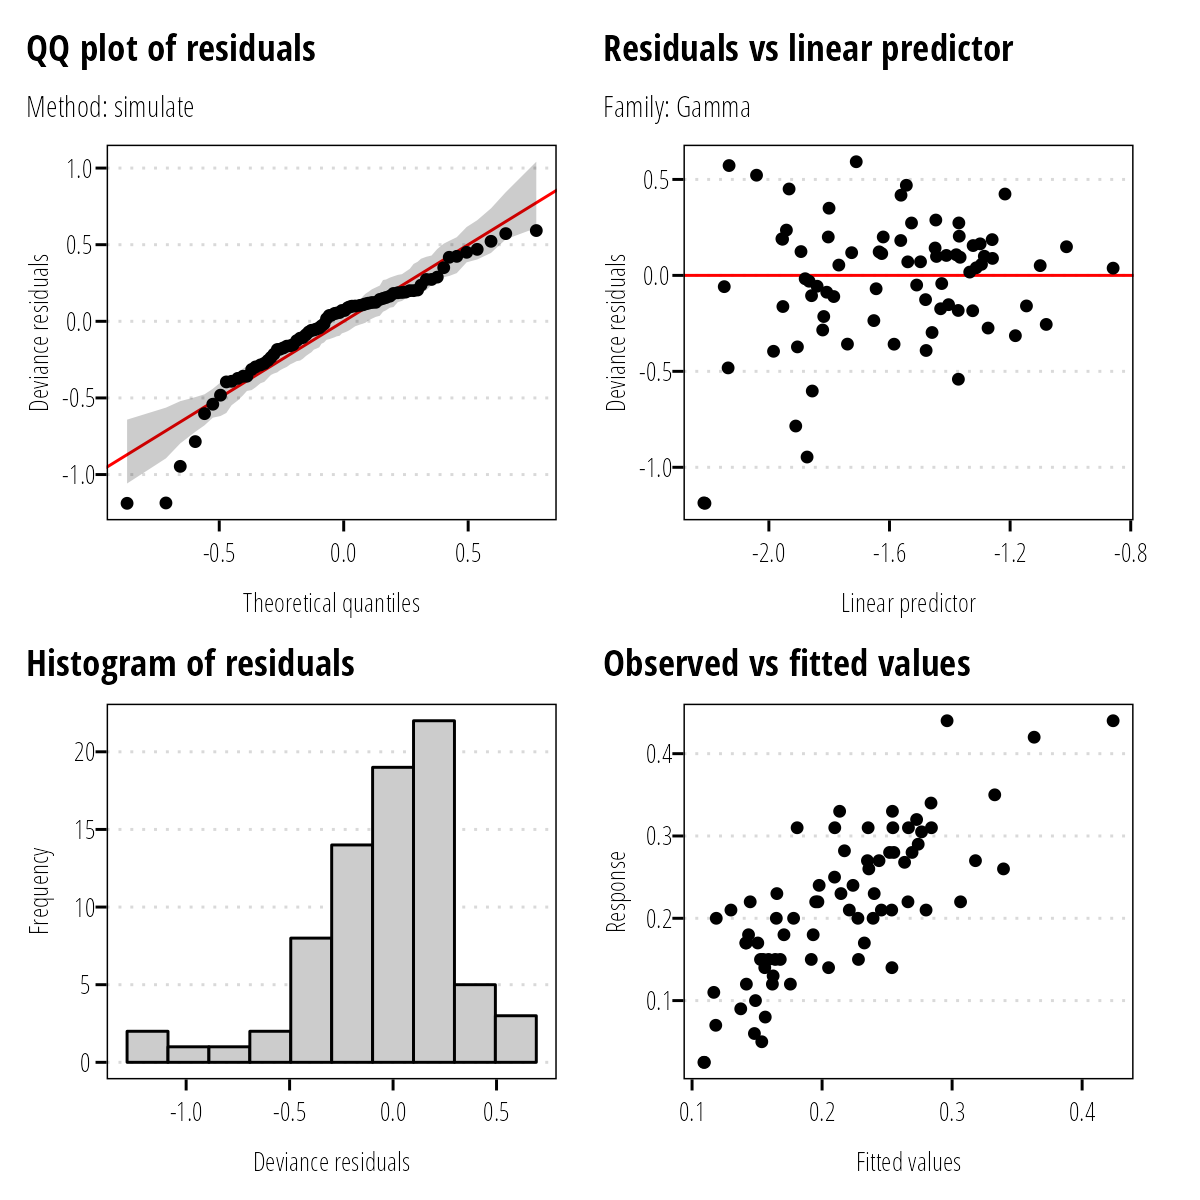 QQ plot of residuals
Method: simulate
1.0
0.5
0.0
-0.5
-1.0
Deviance residuals
-0.5 0.0 0.5
Theoretical quantiles
Residuals vs linear predictor
Family: Gamma
0.5
0.0
-0.5
-1.0
Deviance residuals
-2.0 -1.6 -1.2 -0.8
Linear predictor
Histogram of residuals
20
15
10
5
0
Frequency
-1.0 -0.5 0.0 0.5
Deviance residuals
Observed vs fitted values
0.4
0.3
0.2
0.1
Response
0.1 0.2 0.3 0.4
Fitted values